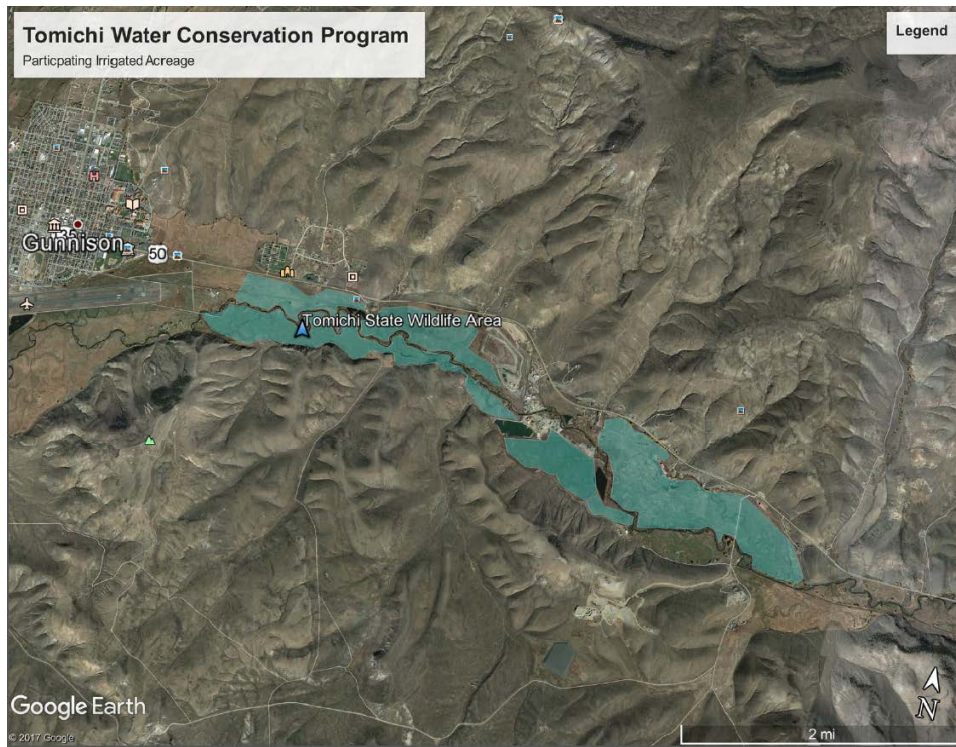 Tomichi Water Conservation Program
Particpating Irrigated Acreage
Legend
H
Gunnison
50
Tomichi State Wildlife Area
Google Earth
© 2017 Google
N
2 mi